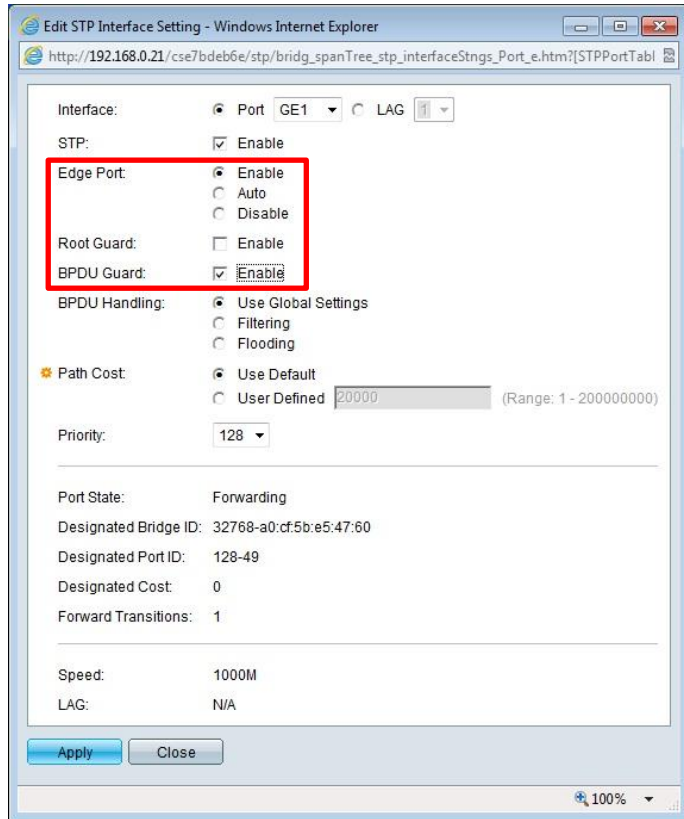 Edit STP Interface Setting - Windows Internet Explorer
http://192.168.0.21/cse7bdeb6e/stp/bridg_spanTree_stp_interfaceStngs_Port_e.htm?[STPPortTabl
Interface: Port GE1 LAG 1
STP: Enable
Edge Port: Enable
Auto
Disable
Root Guard: Enable
BPDU Guard: Enable
BPDU Handling: Use Global Settings
Filtering
Flooding
Path Cost: Use Default
User Defined 20000 (Range: 1 - 200000000)
Priority: 128
Port State: Forwarding
Designated Bridge ID: 32768-a0:cf:5b:e5:47:60
Designated Port ID: 128-49
Designated Cost: 0
Forward Transitions: 1
Speed: 1000M
LAG: N/A
Apply Close
100%